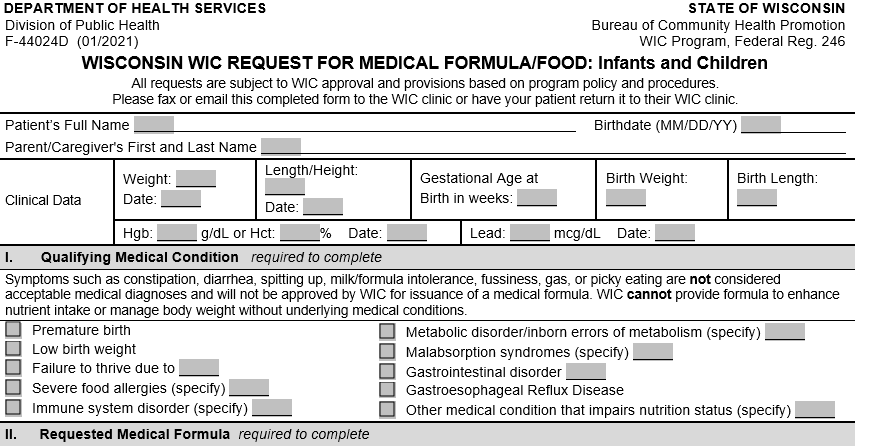 DEPARTMENT OF HEALTH SERVICES STATE OF WISCONSIN
Division of Public Health Bureau of Community Health Promotion
F-44024D (01/2021) WIC Program, Federal Reg. 246
WISCONSIN WIC REQUEST FOR MEDICAL FORMULA/FOOD: Infants and Children
All requests are subject to WIC approval and provisions based on program policy and procedures.
Please fax or email this completed form to the WIC clinic or have your patient return it to their WIC clinic.
Patient's Full Name Birthdate (MM/DD/YY)
Parent/Caregiver's First and Last Name
Clinical Data
Weight:
Date:
Length/Height:
Date:
Gestational Age at
Birth in weeks:
Birth Weight:
Birth Length:
Hgb: g/dL or Hct: % Date: Lead: mcg/dL Date:
I. Qualifying Medical Condition required to complete
Symptoms such as constipation, diarrhea, spitting up, milk/formula intolerance, fussiness, gas, or picky eating are not considered
acceptable medical diagnoses and will not be approved by WIC for issuance of a medical formula. WIC cannot provide formula to enhance
nutrient intake or manage body weight without underlying medical conditions.
Premature birth
Low birth weight
Failure to thrive due to
Severe food allergies (specify)
Immune system disorder (specify)
Metabolic disorder/inborn errors of metabolism (specify)
Malabsorption syndromes (specify)
Gastrointestinal disorder
Gastroesophageal Reflux Disease
Other medical condition that impairs nutrition status (specify)
II. Requested Medical Formula required to complete